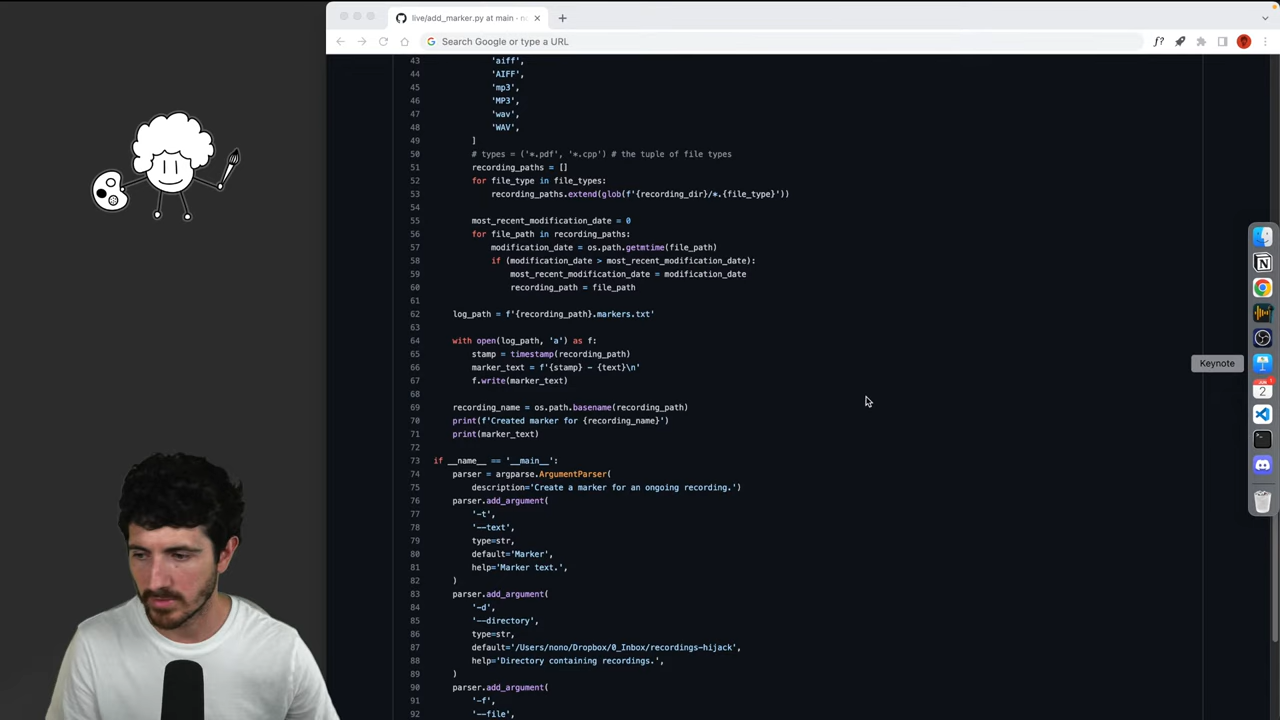 live/add_marker.py at main · no
Search Google or type a URL
f?
43 'aiff',
44 'AIFF',
45 'mp3',
46 'MP3',
47 'wav',
48 'WAV',
49 ]
50 # types = ('*.pdf', '*.cpp') # the tuple of file types
51 recording_paths = []
52 for file_type in file_types:
53 recording_paths.extend(glob(f'{recording_dir}/*.{file_type}'))
54
55 most_recent_modification_date = 0
56 for file_path in recording_paths:
57 modification_date = os.path.getmtime(file_path)
58 if (modification_date > most_recent_modification_date):
59 most_recent_modification_date = modification_date
60 recording_path = file_path
61
62 log_path = f'{recording_path}.markers.txt'
63
64 with open(log_path, 'a') as f:
65 stamp = timestamp(recording_path)
66 marker_text = f'{stamp} - {text}\n'
67 f.write(marker_text)
68
69 recording_name = os.path.basename(recording_path)
70 print(f'Created marker for {recording_name}')
71 print(marker_text)
72
73 if __name__ == '__main__':
74 parser = argparse.ArgumentParser(
75 description='Create a marker for an ongoing recording.')
76 parser.add_argument(
77 '-t',
78 '--text',
79 type=str,
80 default='Marker',
81 help='Marker text.',
82 )
83 parser.add_argument(
84 '-d',
85 '--directory',
86 type=str,
87 default='/Users/nono/Dropbox/0_Inbox/recordings-hijack',
88 help='Directory containing recordings.',
89 )
90 parser.add_argument(
91 '-f',
92 '--file',
Keynote
2